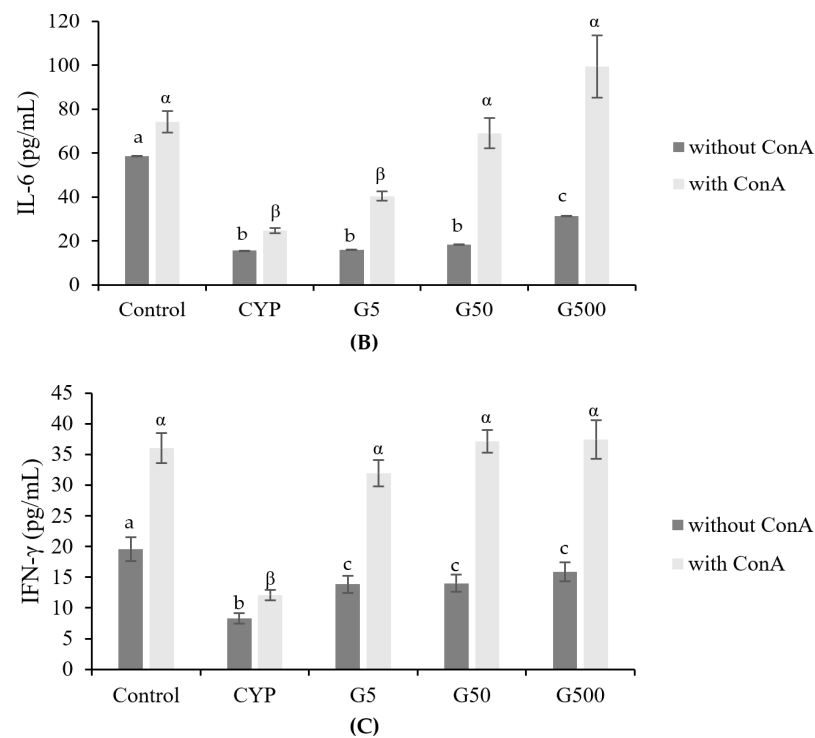 120
100
80
60
40
20
0
IL-6 (pg/mL)
a
α
b
β
b
β
b
α
c
α
without ConA
with ConA
Control CYP G5 G50 G500
(B)
45
40
35
30
25
20
15
10
5
0
IFN-γ (pg/mL)
a
α
b
β
c
α
c
α
c
α
without ConA
with ConA
Control CYP G5 G50 G500
(C)